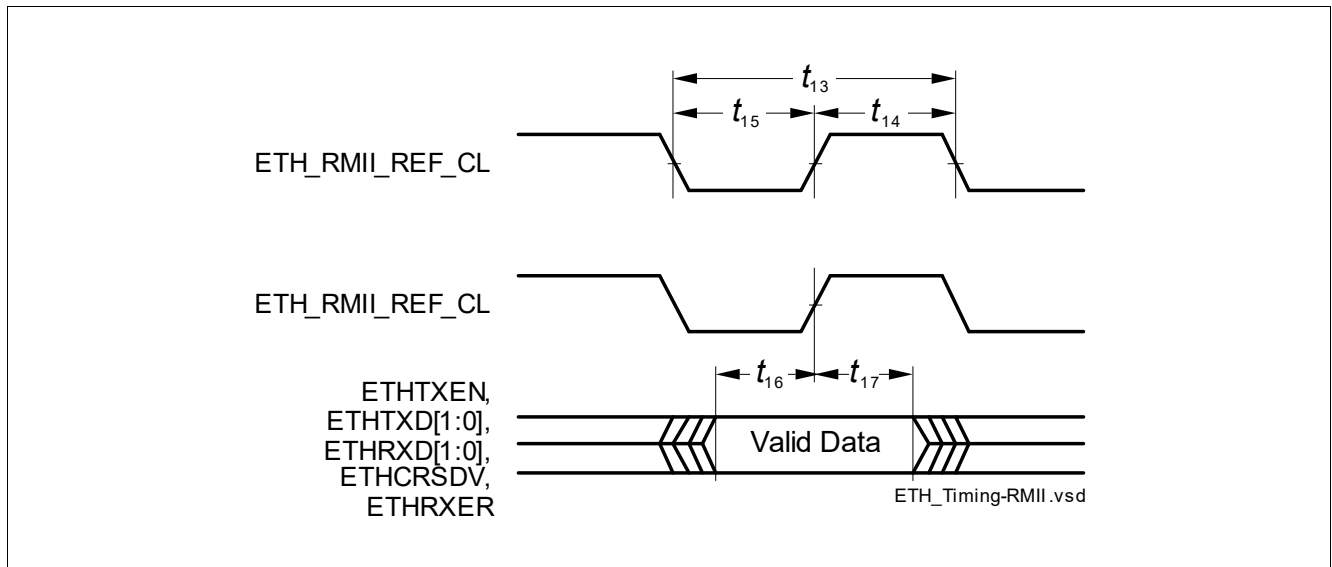 t13
t15 t14
ETH_RMII_REF_CL
ETH_RMII_REF_CL
t16 t17
ETHTXEN,
ETHTXD[1:0],
ETHRXD[1:0],
ETHCRSDV,
ETHRXER
Valid Data
ETH_Timing-RMII.vsd